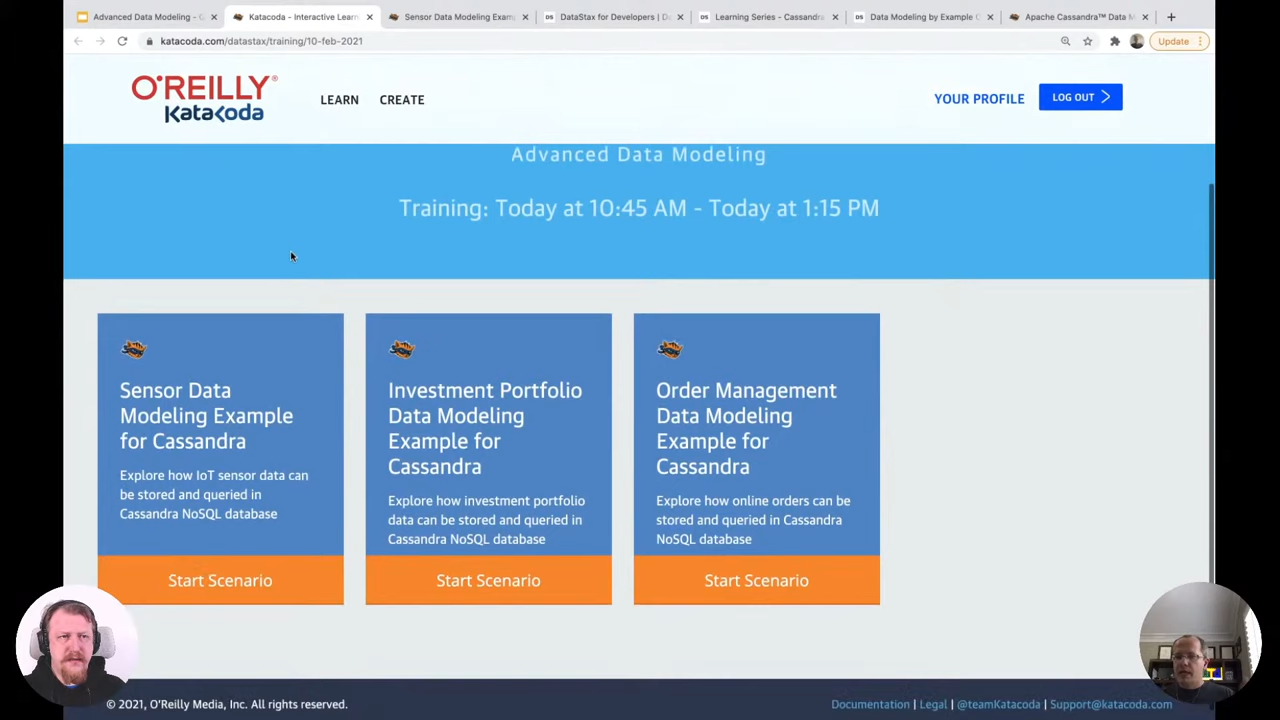 Advanced Data Modeling - G
Katacoda - Interactive Learn
Sensor Data Modeling Examp
DataStax for Developers | D
Learning Series - Cassandra
Data Modeling by Example C
Apache Cassandra™ Data M
katacoda.com/datastax/training/10-feb-2021
Update
O'REILLY®
Katacoda
LEARN
CREATE
YOUR PROFILE
LOG OUT
Advanced Data Modeling
Training: Today at 10:45 AM - Today at 1:15 PM
Sensor Data
Modeling Example
for Cassandra
Explore how IoT sensor data can
be stored and queried in
Cassandra NoSQL database
Start Scenario
Investment Portfolio
Data Modeling
Example for
Cassandra
Explore how investment portfolio
data can be stored and queried in
Cassandra NoSQL database
Start Scenario
Order Management
Data Modeling
Example for
Cassandra
Explore how online orders can be
stored and queried in Cassandra
NoSQL database
Start Scenario
© 2021, O'Reilly Media, Inc. All rights reserved.
Documentation | Legal | @teamKatacoda | Support@katacoda.com